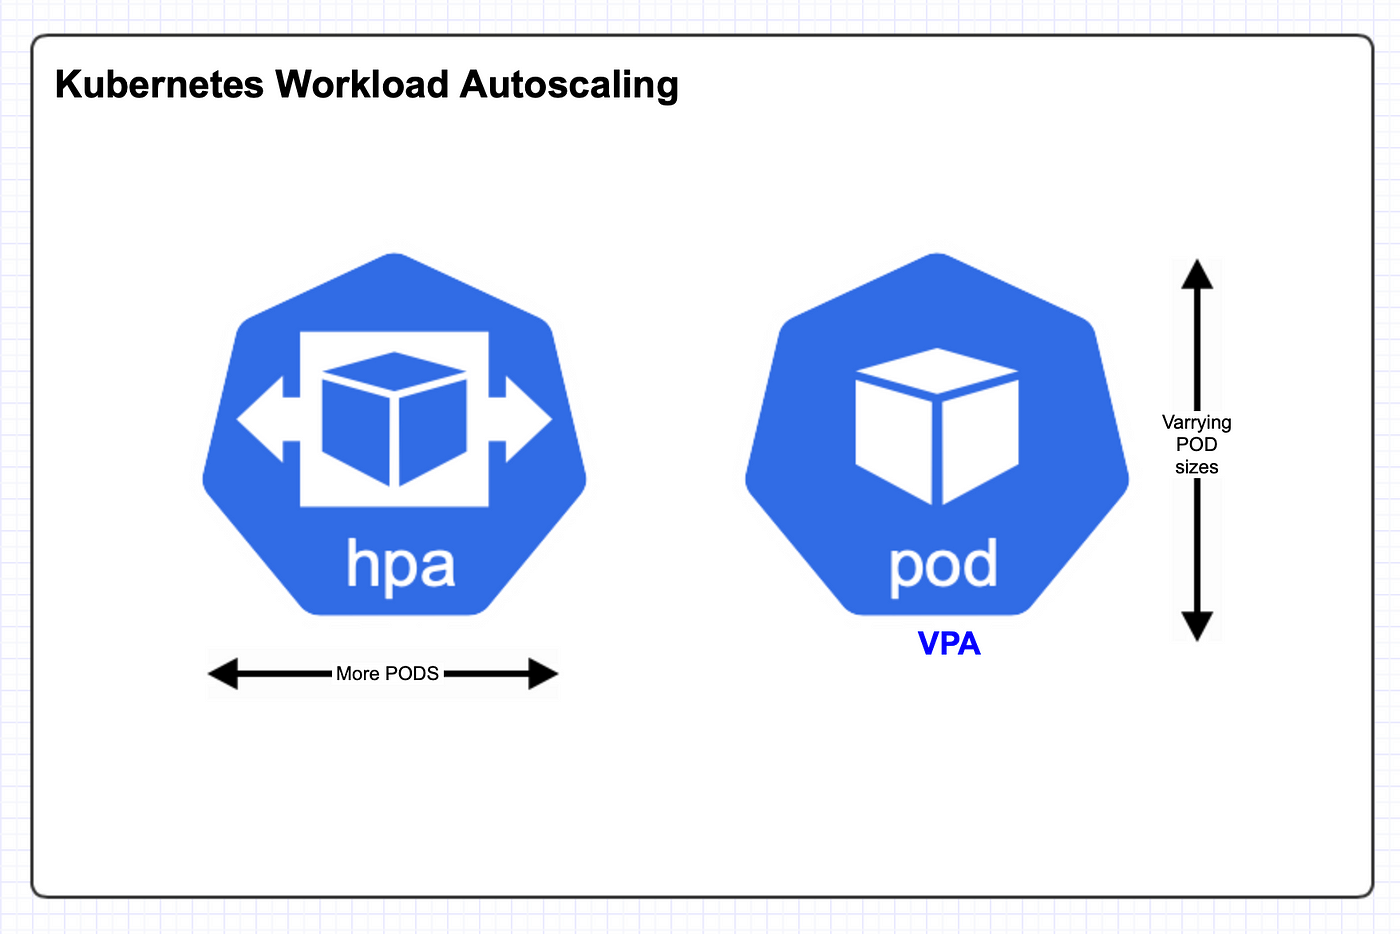 Kubernetes Workload Autoscaling
hpa
More PODS
pod
VPA
Varrying
POD
sizes